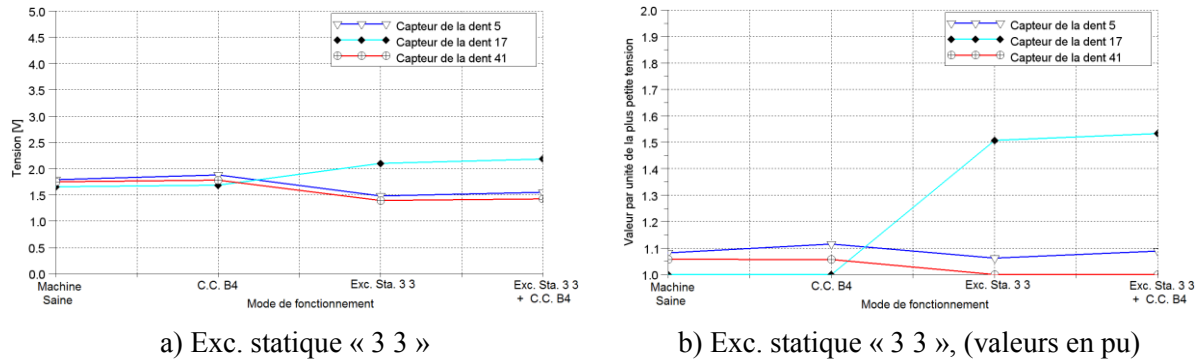 5.0
4.5
4.0
3.5
3.0
2.5
2.0
1.5
1.0
0.5
0.0
Tension [V]
Capteur de la dent 5
Capteur de la dent 17
Capteur de la dent 41
Machine Saine
C.C. B4
Exc. Sta. 3 3
Exc. Sta. 3 3 + C.C. B4
Mode de fonctionnement
a) Exc. statique « 3 3 »
2.0
1.9
1.8
1.7
1.6
1.5
1.4
1.3
1.2
1.1
1.0
Valeur par unité de la plus petite tension
Capteur de la dent 5
Capteur de la dent 17
Capteur de la dent 41
Machine Saine
C.C. B4
Exc. Sta. 3 3
Exc. Sta. 3 3 + C.C. B4
Mode de fonctionnement
b) Exc. statique « 3 3 », (valeurs en pu)